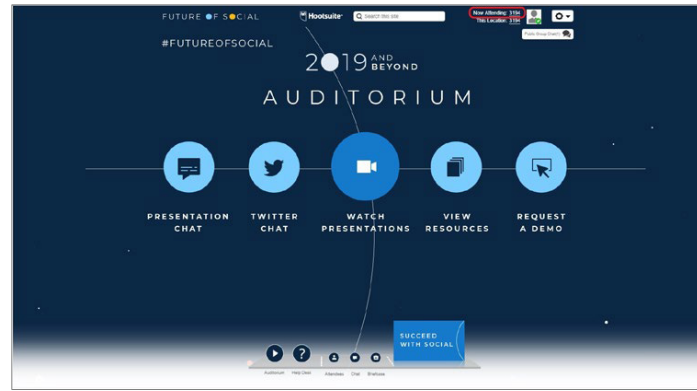 FUTURE OF SOCIAL
Hootsuite
Search this site
Now Attending: 3194
This Location: 3194
#FUTUREOFSOCIAL
2019 AND BEYOND
AUDITORIUM
PRESENTATION CHAT
TWITTER CHAT
WATCH PRESENTATIONS
VIEW RESOURCES
REQUEST A DEMO
SUCCEED
WITH SOCIAL
Auditorium
Help Desk
Attendees
Chat
Briefcase